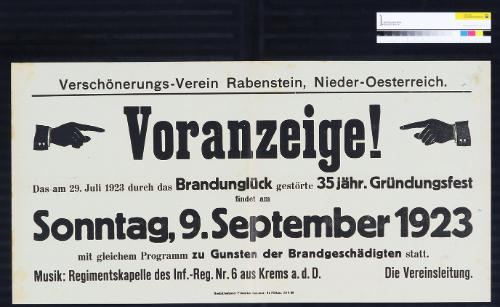 Verschönerungs-Verein Rabenstein, Nieder-Oesterreich.
Voranzeige!
Das am 29. Juli 1923 durch das Brandunglück gestörte 35 jähr. Gründungsfest
findet am
Sonntag, 9. September 1923
mit gleichem Programm zu Gunsten der Brandgeschädigten statt.
Musik: Regimentskapelle des Inf.-Reg. Nr. 6 aus Krems a. d. D. Die Vereinsleitung.